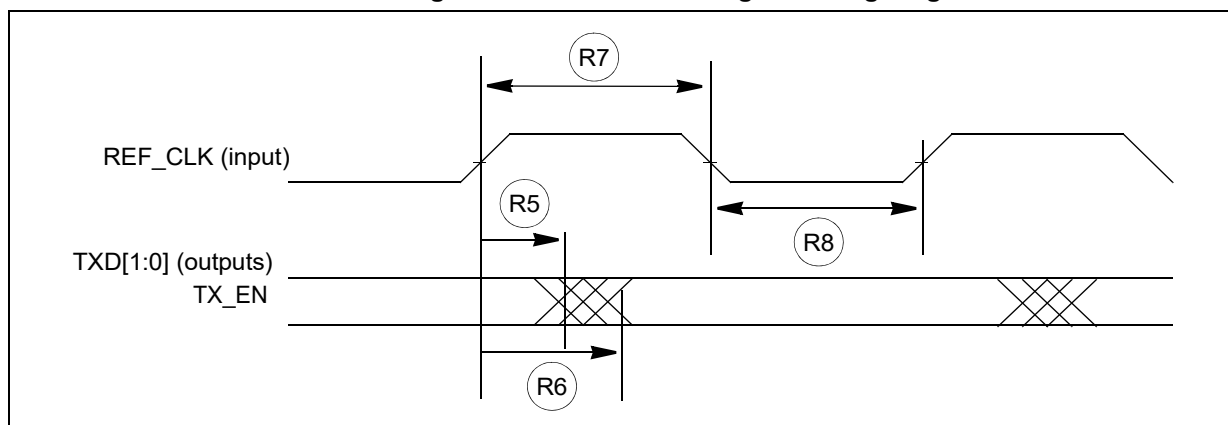 R7
REF_CLK (input)
R5
R8
TXD[1:0] (outputs)
TX_EN
R6